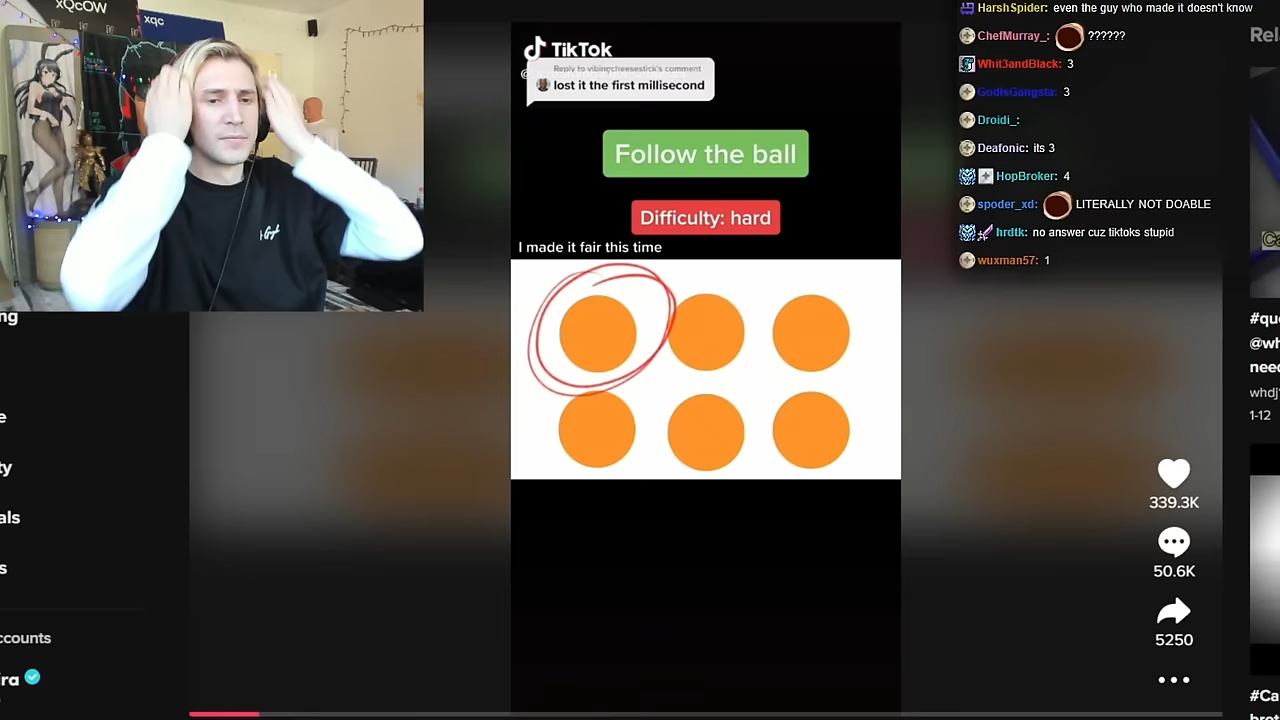 xQcOW
xqc
TikTok
Reply to vibingcheesestick's comment
lost it the first millisecond
Follow the ball
Difficulty: hard
I made it fair this time
HarshSpider: even the guy who made it doesn't know
ChefMurray_: ??????
Whit3andBlack: 3
GodIsGangsta: 3
Droidi_:
Deafonic: its 3
HopBroker: 4
spoder_xd: LITERALLY NOT DOABLE
hrdtk: no answer cuz tiktoks stupid
wuxman57: 1
339.3K
50.6K
5250
ng
e
ty
als
s
ccounts
ra
Rel
#que
@wh
need
whdj
1-12
#Ca